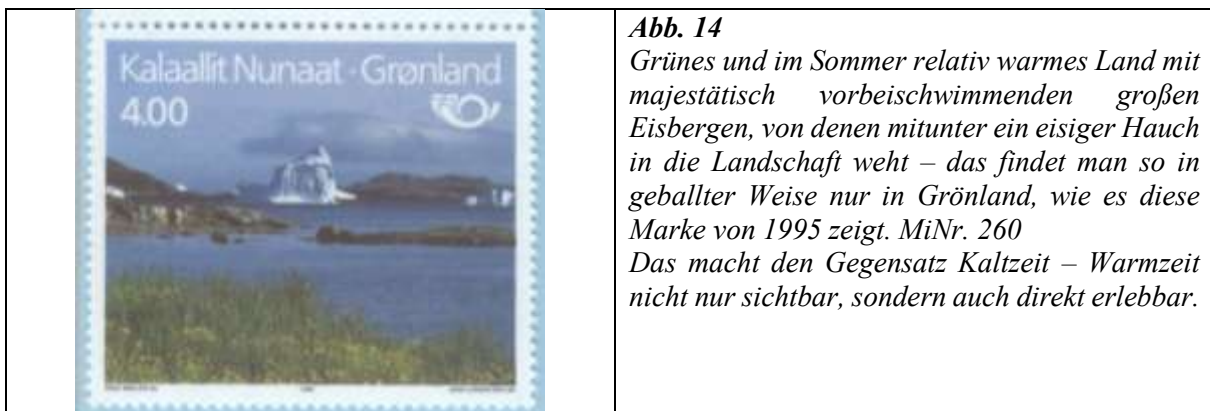 Kalaallit Nunaat · Grønland
4.00
Abb. 14
Grünes und im Sommer relativ warmes Land mit
majestätisch vorbeischwimmenden großen
Eisbergen, von denen mitunter ein eisiger Hauch
in die Landschaft weht – das findet man so in
geballter Weise nur in Grönland, wie es diese
Marke von 1995 zeigt. MiNr. 260
Das macht den Gegensatz Kaltzeit – Warmzeit
nicht nur sichtbar, sondern auch direkt erlebbar.